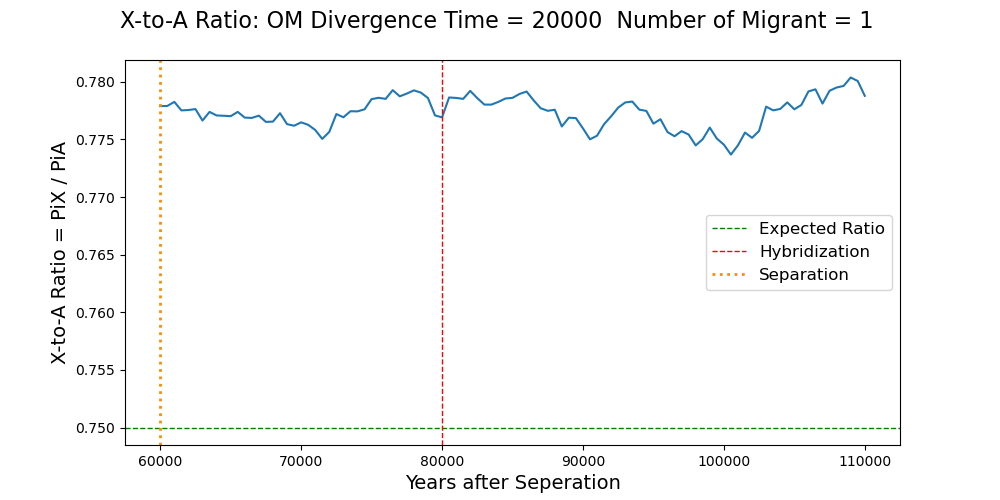 X-to-A Ratio: OM Divergence Time = 20000  Number of Migrant = 1
X-to-A Ratio = PiX / PiA
0.780
0.775
0.770
0.765
0.760
0.755
0.750
Expected Ratio
Hybridization
Separation
60000 70000 80000 90000 100000 110000
Years after Seperation